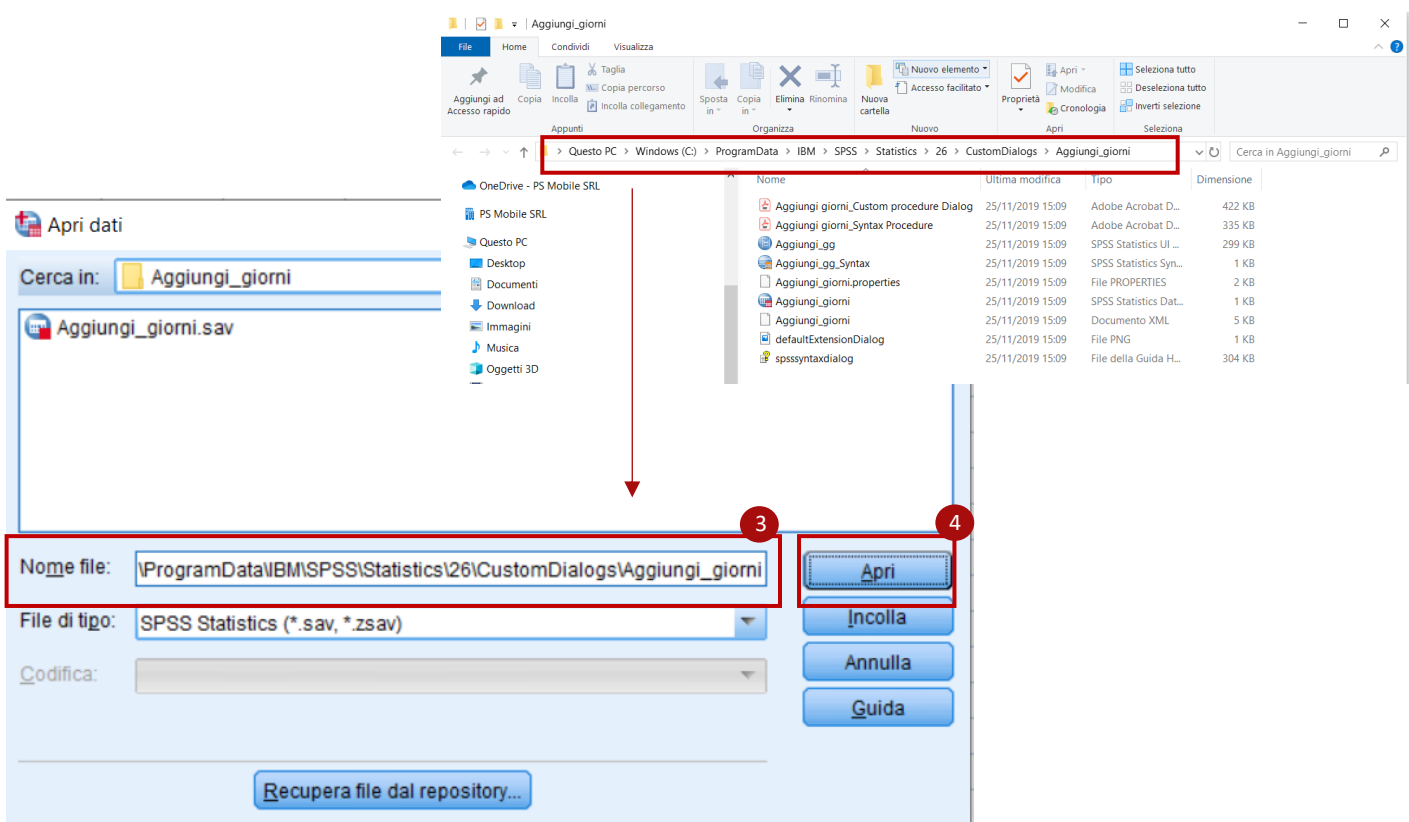 Aggiungi_giorni
File Home Condividi Visualizza
Aggiungi ad Accesso rapido
Copia
Incolla
Taglia
Copia percorso
Incolla collegamento
Appunti
Sposta in
Copia in
Elimina
Rinomina
Organizza
Nuova cartella
Nuovo elemento
Accesso facilitato
Nuovo
Proprietà
Apri
Modifica
Cronologia
Apri
Seleziona tutto
Deseleziona tutto
Inverti selezione
Seleziona
Questo PC > Windows (C:) > ProgramData > IBM > SPSS > Statistics > 26 > CustomDialogs > Aggiungi_giorni
Cerca in Aggiungi_giorni
OneDrive - PS Mobile SRL
PS Mobile SRL
Questo PC
Desktop
Documenti
Download
Immagini
Musica
Oggetti 3D
Nome Ultima modifica Tipo Dimensione
Aggiungi giorni_Custom procedure Dialog 25/11/2019 15:09 Adobe Acrobat D... 422 KB
Aggiungi giorni_Syntax Procedure 25/11/2019 15:09 Adobe Acrobat D... 335 KB
Aggiungi_gg 25/11/2019 15:09 SPSS Statistics UI ... 299 KB
Aggiungi_gg_Syntax 25/11/2019 15:09 SPSS Statistics Syn... 1 KB
Aggiungi_giorni.properties 25/11/2019 15:09 File PROPERTIES 2 KB
Aggiungi_giorni 25/11/2019 15:09 SPSS Statistics Dat... 1 KB
Aggiungi_giorni 25/11/2019 15:09 Documento XML 5 KB
defaultExtensionDialog 25/11/2019 15:09 File PNG 1 KB
spsssyntaxdialog 25/11/2019 15:09 File della Guida H... 304 KB
Apri dati
Cerca in: Aggiungi_giorni
Aggiungi_giorni.sav
3
4
Nome file: \ProgramData\IBM\SPSS\Statistics\26\CustomDialogs\Aggiungi_giorni
Apri
File di tipo: SPSS Statistics (*.sav, *.zsav)
Incolla
Codifica:
Annulla
Guida
Recupera file dal repository...